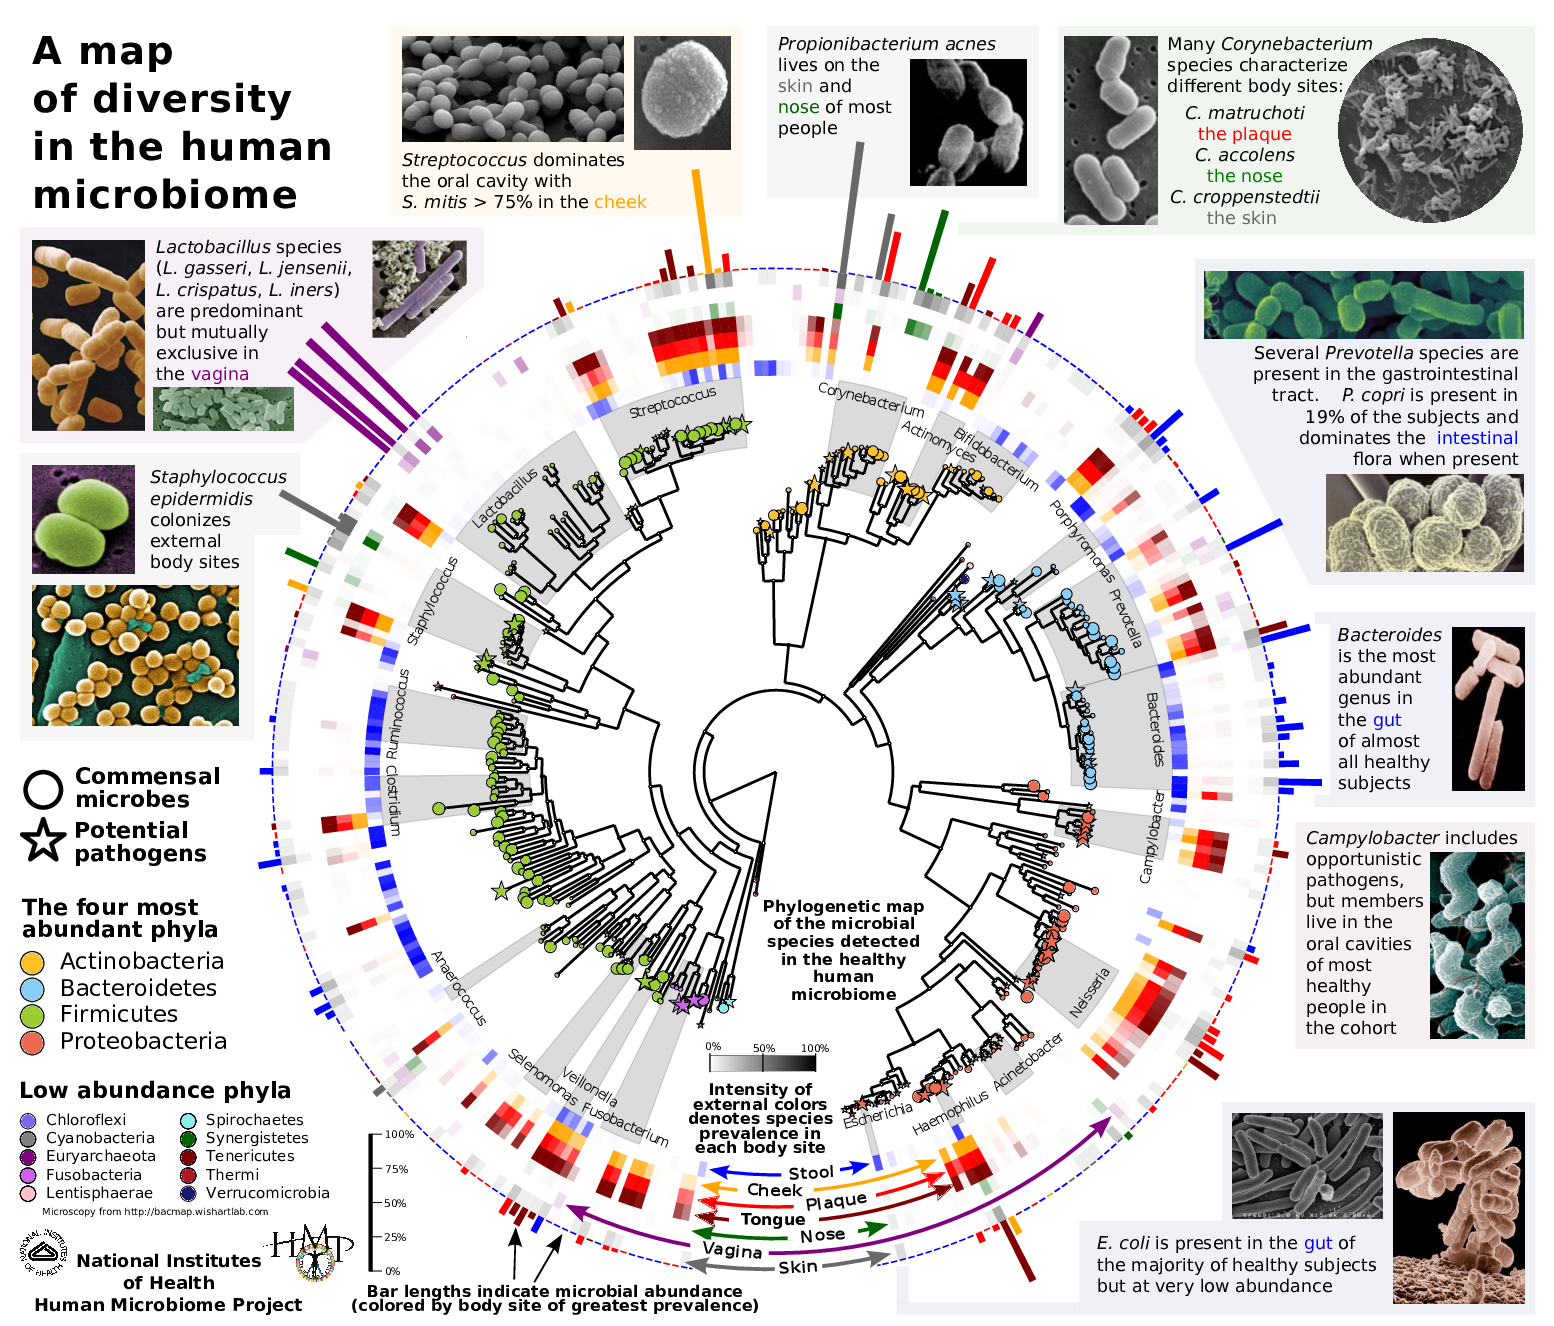 A map
of diversity
in the human
microbiome
Streptococcus dominates
the oral cavity with
S. mitis > 75% in the cheek
Propionibacterium acnes
lives on the
skin and
nose of most
people
Many Corynebacterium
species characterize
different body sites:
C. matruchoti
the plaque
C. accolens
the nose
C. croppenstedtii
the skin
Lactobacillus species
(L. gasseri, L. jensenii,
L. crispatus, L. iners)
are predominant
but mutually
exclusive in
the vagina
Several Prevotella species are
present in the gastrointestinal
tract. P. copri is present in
19% of the subjects and
dominates the intestinal
flora when present
Staphylococcus
epidermidis
colonizes
external
body sites
Bacteroides
is the most
abundant
genus in
the gut
of almost
all healthy
subjects
Campylobacter includes
opportunistic
pathogens,
but members
live in the
oral cavities
of most
healthy
people in
the cohort
E. coli is present in the gut of
the majority of healthy subjects
but at very low abundance
Commensal
microbes
Potential
pathogens
The four most
abundant phyla
Actinobacteria
Bacteroidetes
Firmicutes
Proteobacteria
Low abundance phyla
Chloroflexi
Cyanobacteria
Euryarchaeota
Fusobacteria
Lentisphaerae
Spirochaetes
Synergistetes
Tenericutes
Thermi
Verrucomicrobia
Microscopy from http://bacmap.wishartlab.com
NATIONAL INSTITUTES OF HEALTH
National Institutes
of Health
Human Microbiome Project
HMP
Streptococcus
Corynebacterium
Actinomyces
Bifidobacterium
Porphyromonas
Prevotella
Bacteroides
Campylobacter
Neisseria
Acinetobacter
Haemophilus
Escherichia
Fusobacterium
Veillonella
Selenomonas
Anaerococcus
Clostridium
Ruminococcus
Staphylococcus
Lactobacillus
Phylogenetic map
of the microbial
species detected
in the healthy
human
microbiome
0% 50% 100%
Intensity of
external colors
denotes species
prevalence in
each body site
Stool
Cheek
Plaque
Tongue
Nose
Vagina
Skin
100%
75%
50%
25%
0%
Bar lengths indicate microbial abundance
(colored by body site of greatest prevalence)